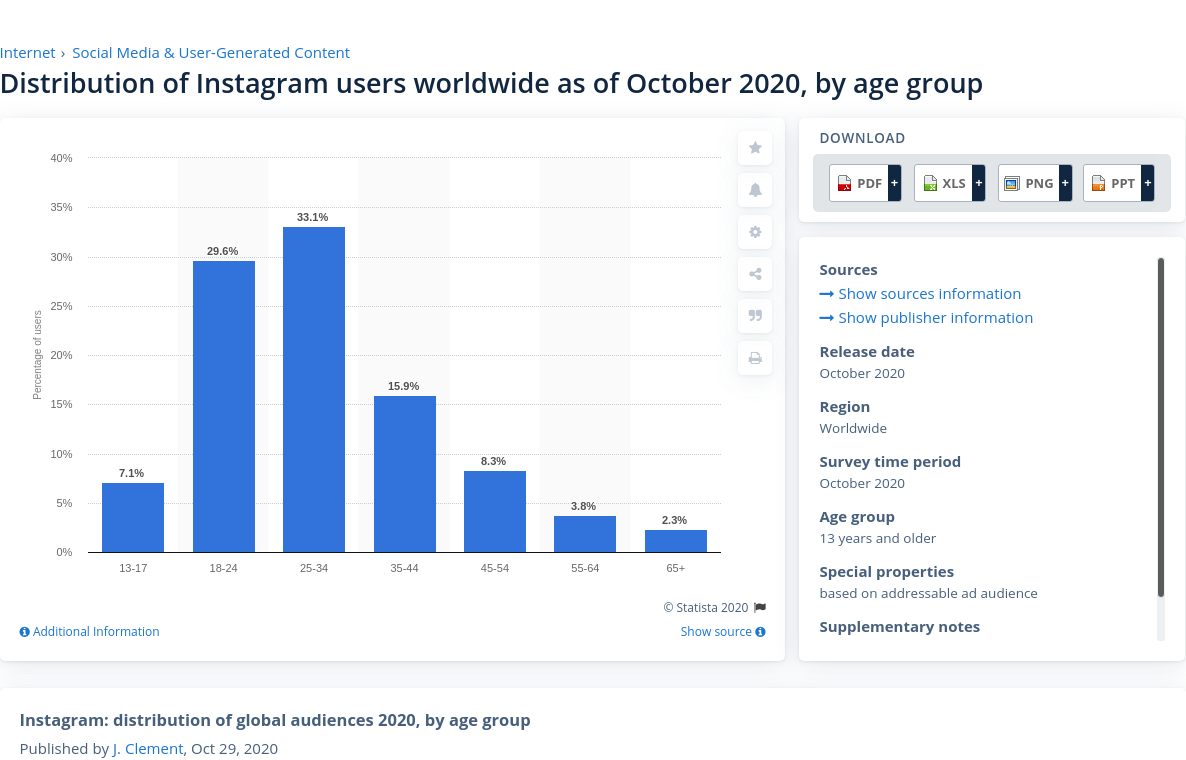 Internet › Social Media & User-Generated Content
Distribution of Instagram users worldwide as of October 2020, by age group
40%
35%
30%
25%
20%
15%
10%
5%
0%
Percentage of users
7.1%
29.6%
33.1%
15.9%
8.3%
3.8%
2.3%
13-17 18-24 25-34 35-44 45-54 55-64 65+
© Statista 2020
Additional Information Show source
DOWNLOAD
PDF + XLS + PNG + PPT +
Sources
Show sources information
Show publisher information
Release date
October 2020
Region
Worldwide
Survey time period
October 2020
Age group
13 years and older
Special properties
based on addressable ad audience
Supplementary notes
Instagram: distribution of global audiences 2020, by age group
Published by J. Clement, Oct 29, 2020